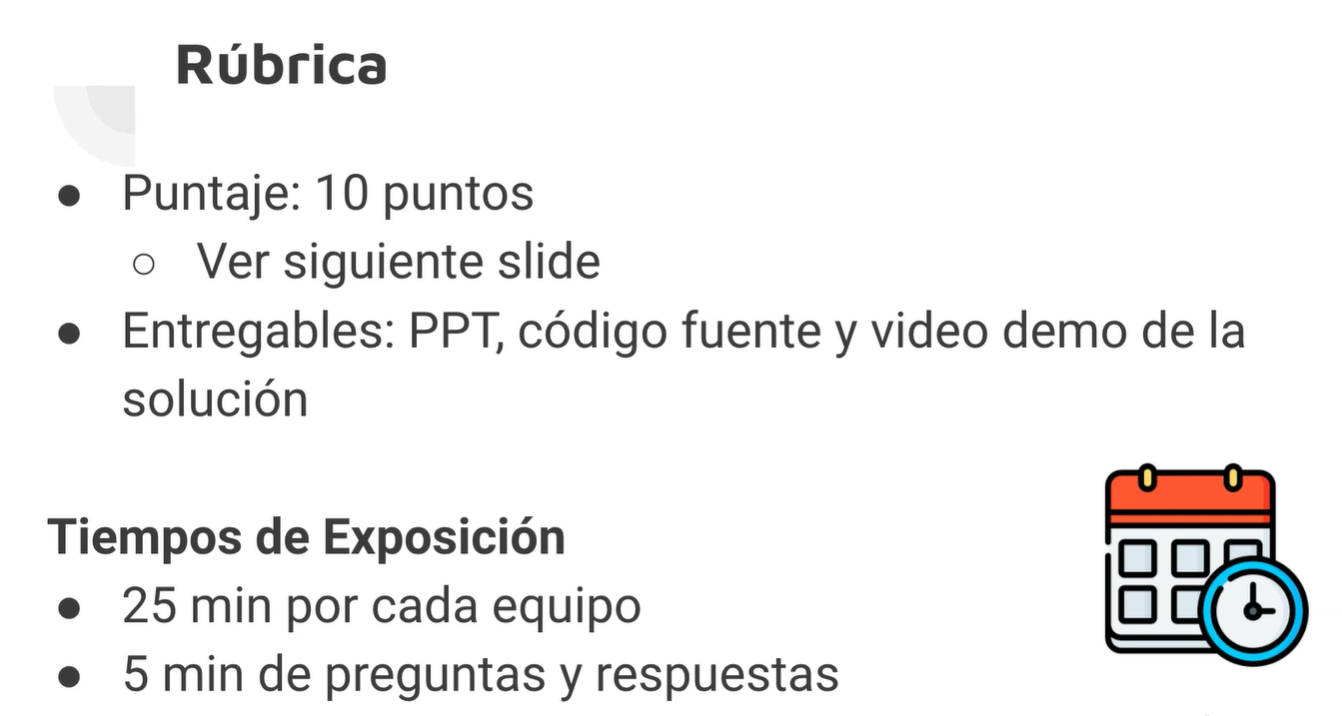 Rúbrica
● Puntaje: 10 puntos
○ Ver siguiente slide
● Entregables: PPT, código fuente y video demo de la
solución
Tiempos de Exposición
● 25 min por cada equipo
● 5 min de preguntas y respuestas